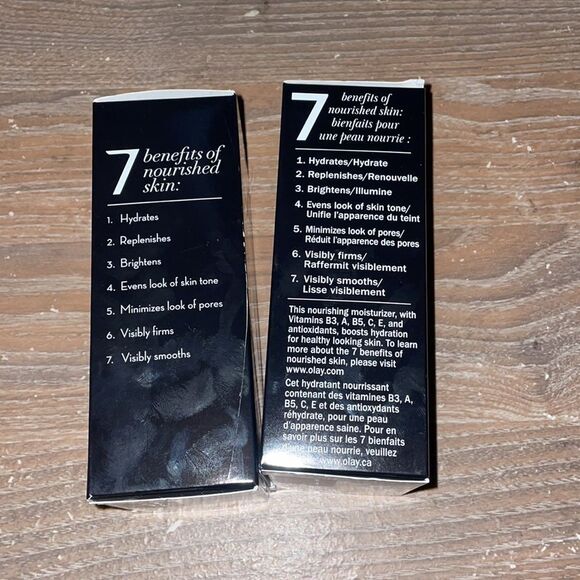 7 benefits of
nourished
skin:
1. Hydrates
2. Replenishes
3. Brightens
4. Evens look of skin tone
5. Minimizes look of pores
6. Visibly firms
7. Visibly smooths
7 benefits of
nourished skin:
bienfaits pour
une peau nourrie :
1. Hydrates/Hydrate
2. Replenishes/Renouvelle
3. Brightens/Illumine
4. Evens look of skin tone/
Unifie l'apparence du teint
5. Minimizes look of pores/
Réduit l'apparence des pores
6. Visibly firms/
Raffermit visiblement
7. Visibly smooths/
Lisse visiblement
This nourishing moisturizer, with
Vitamins B3, A, B5, C, E, and
antioxidants, boosts hydration
for healthy looking skin. To learn
more about the 7 benefits of
nourished skin, please visit
www.olay.com
Cet hydratant nourrissant
contenant des vitamines B3, A,
B5, C, E et des antioxydants
réhydrate, pour une peau
d'apparence saine. Pour en
savoir plus sur les 7 bienfaits
d'une peau nourrie, veuillez
www.olay.ca